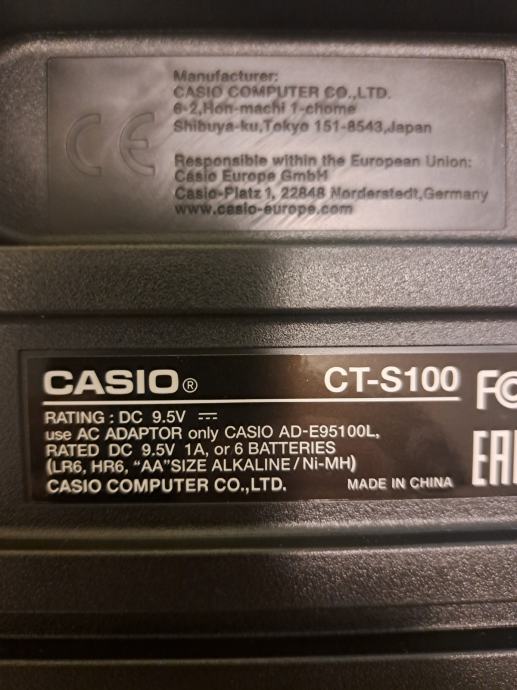 CE
Manufacturer:
CASIO COMPUTER CO.,LTD.
6-2,Hon-machi 1-chome
Shibuya-ku,Tokyo 151-8543,Japan
Responsible within the European Union:
Casio Europe GmbH
Casio-Platz 1, 22848 Norderstedt,Germany
www.casio-europe.com
CASIO® CT-S100
RATING : DC 9.5V ⎓
use AC ADAPTOR only CASIO AD-E95100L,
RATED DC 9.5V 1A, or 6 BATTERIES
(LR6, HR6, “AA”SIZE ALKALINE / Ni-MH)
CASIO COMPUTER CO.,LTD. MADE IN CHINA
FC
EAC